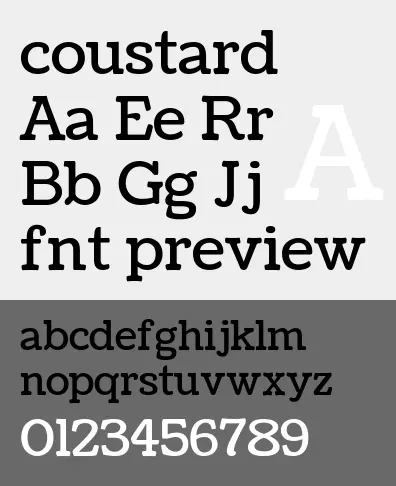 coustard
Aa Ee Rr
A
Bb Gg Jj
fnt preview
abcdefghijklm
nopqrstuvwxyz
0123456789